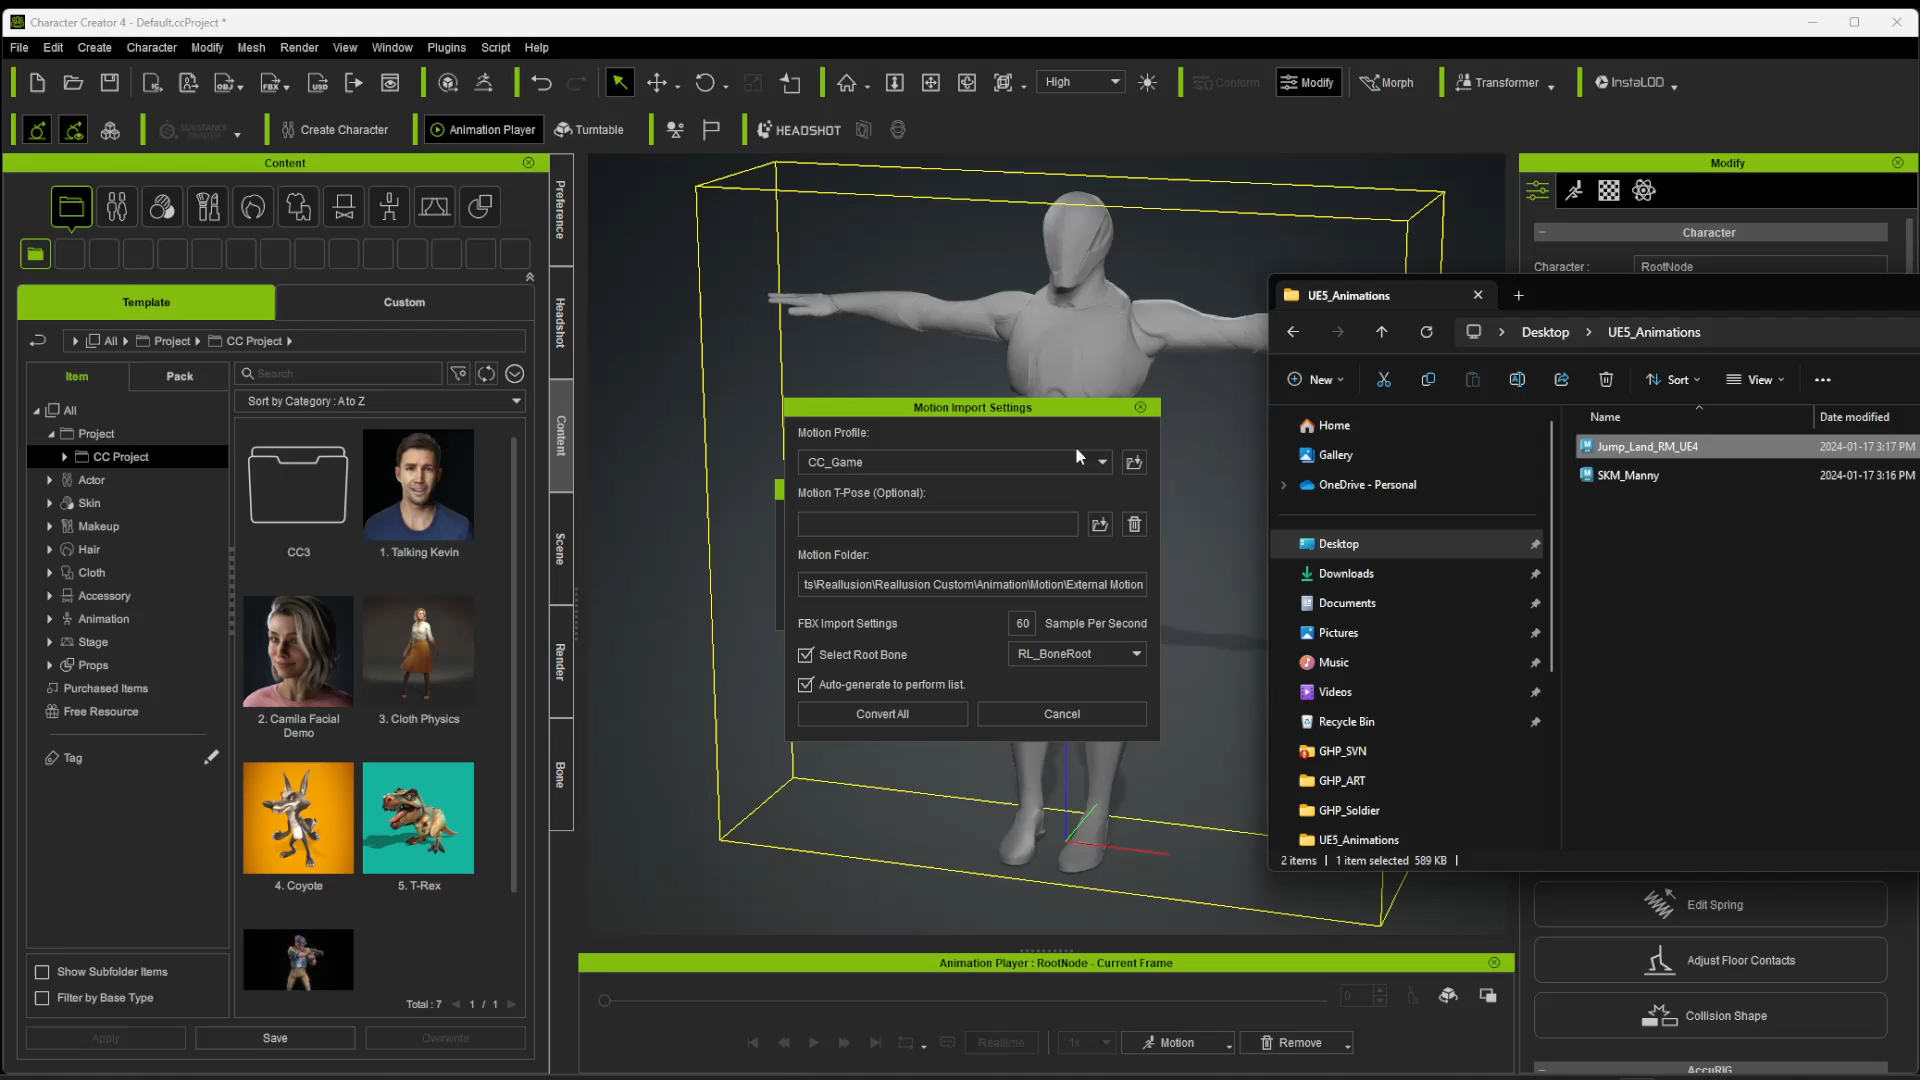 Character Creator 4 - Default.ccProject *
File Edit Create Character Modify Mesh Render View Window Plugins Script Help
High Conform Modify Morph Transformer InstaLOD
Create Character Animation Player Turntable HEADSHOT
Content
Template Custom
All Project CC Project
Item Pack
Search
Sort by Category : A to Z
All
Project
CC Project
Actor
Skin
Makeup
Hair
Cloth
Accessory
Animation
Stage
Props
Purchased Items
Free Resource
Tag
Show Subfolder Items
Filter by Base Type
CC3
1. Talking Kevin
2. Camila Facial Demo
3. Cloth Physics
4. Coyote
5. T-Rex
Total : 7 1 / 1
Apply Save Overwrite
Preference
Headshot
Content
Scene
Render
Bone
Motion Import Settings
Motion Profile:
CC_Game
Motion T-Pose (Optional):
Motion Folder:
ts\Reallusion\Reallusion Custom\Animation\Motion\External Motion
FBX Import Settings 60 Sample Per Second
Select Root Bone RL_BoneRoot
Auto-generate to perform list.
Convert All Cancel
Animation Player : RootNode - Current Frame
0
Realtime 1s Motion Remove
Modify
Character
Character : RootNode
UE5_Animations
Desktop UE5_Animations
New Sort View
Name Date modified
Jump_Land_RM_UE4 2024-01-17 3:17 PM
SKM_Manny 2024-01-17 3:16 PM
Home
Gallery
OneDrive - Personal
Desktop
Downloads
Documents
Pictures
Music
Videos
Recycle Bin
GHP_SVN
GHP_ART
GHP_Soldier
UE5_Animations
2 items 1 item selected 589 KB
Edit Spring
Adjust Floor Contacts
Collision Shape
AccuRIG